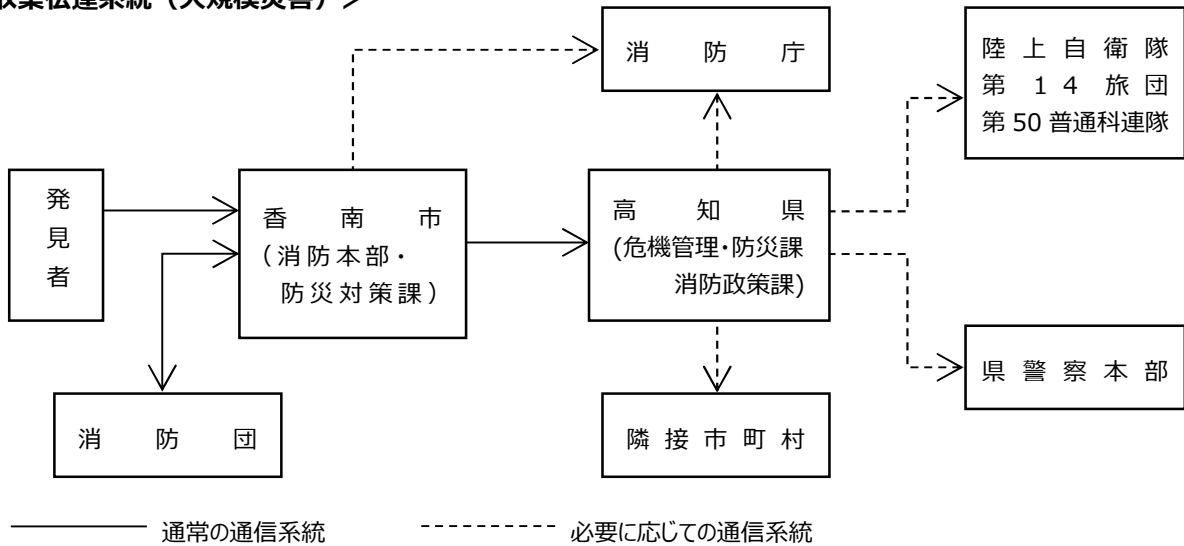 収集伝達系統（大規模災害）＞
消防庁
陸上自衛隊
第14旅団
第50普通科連隊
発見者
香南市
（消防本部・
防災対策課）
高知県
(危機管理・防災課
消防政策課)
県警察本部
消防団
隣接市町村
通常の通信系統
必要に応じての通信系統